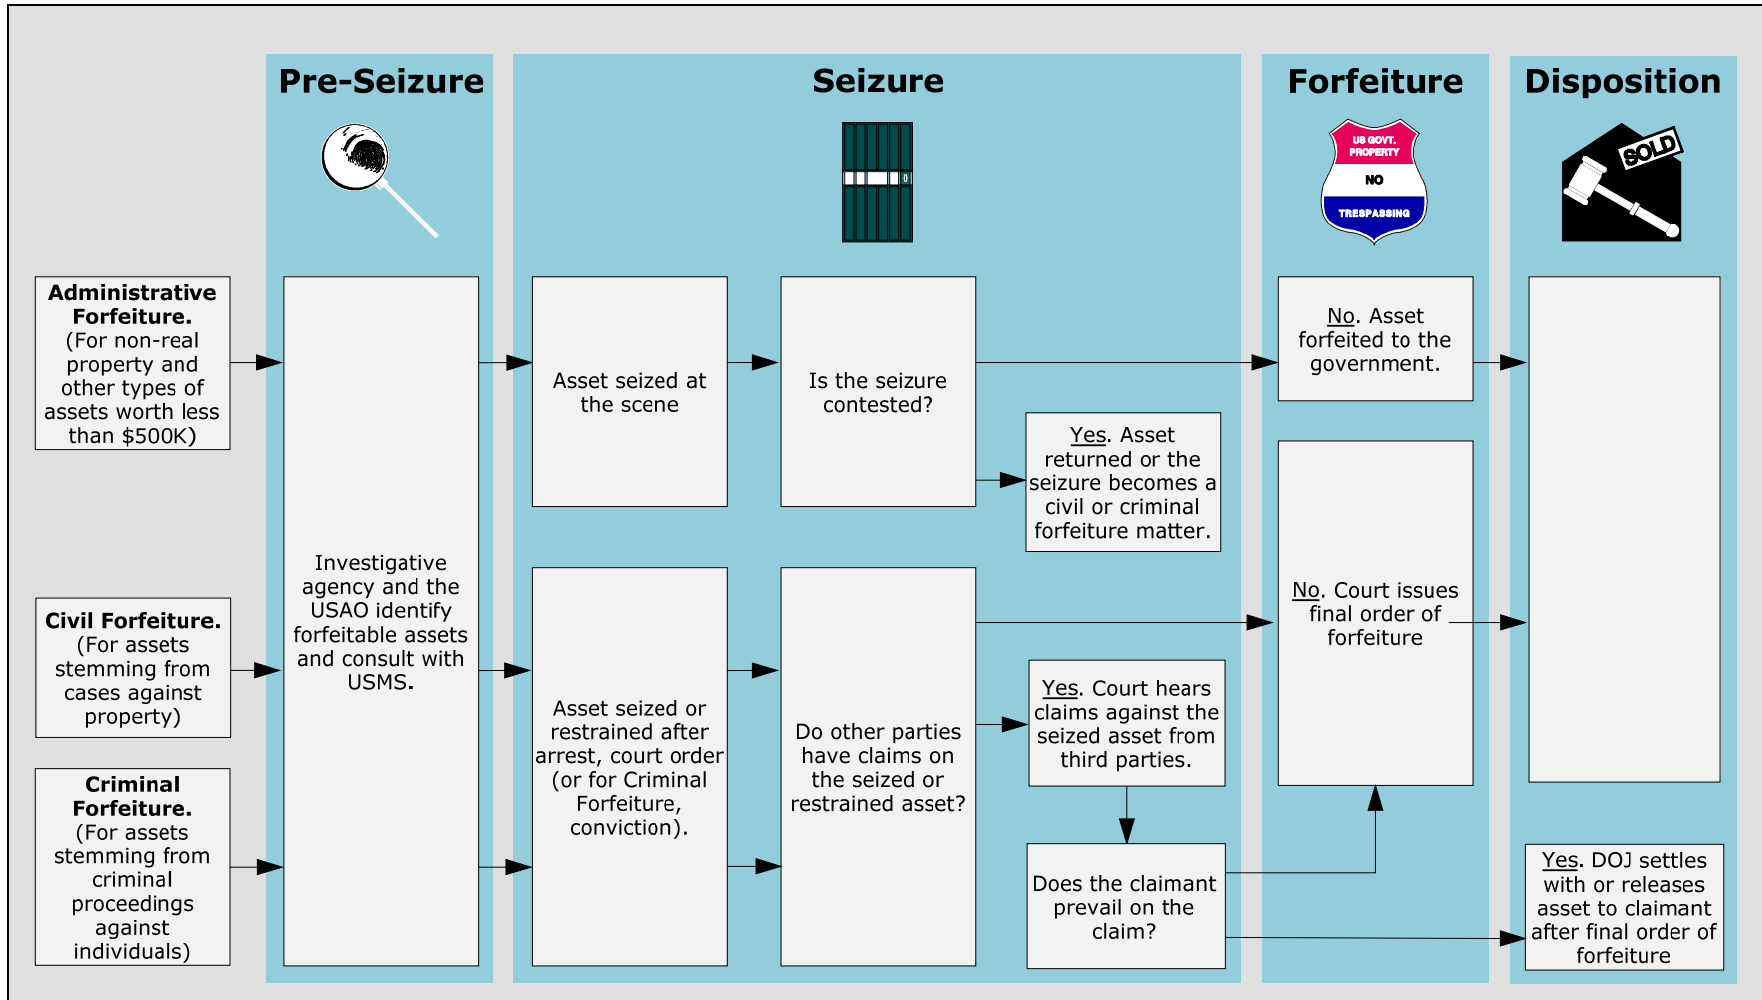 Pre-Seizure
Seizure
Forfeiture
Disposition
US GOVT.
PROPERTY
NO
TRESPASSING
SOLD
Administrative
Forfeiture.
(For non-real
property and
other types of
assets worth less
than $500K)
Civil Forfeiture.
(For assets
stemming from
cases against
property)
Criminal
Forfeiture.
(For assets
stemming from
criminal
proceedings
against
individuals)
Investigative
agency and the
USAO identify
forfeitable assets
and consult with
USMS.
Asset seized at
the scene
Is the seizure
contested?
Yes. Asset
returned or the
seizure becomes a
civil or criminal
forfeiture matter.
No. Asset
forfeited to the
government.
Asset seized or
restrained after
arrest, court order
(or for Criminal
Forfeiture,
conviction).
Do other parties
have claims on
the seized or
restrained asset?
Yes. Court hears
claims against the
seized asset from
third parties.
Does the claimant
prevail on the
claim?
No. Court issues
final order of
forfeiture
Yes. DOJ settles
with or releases
asset to claimant
after final order of
forfeiture